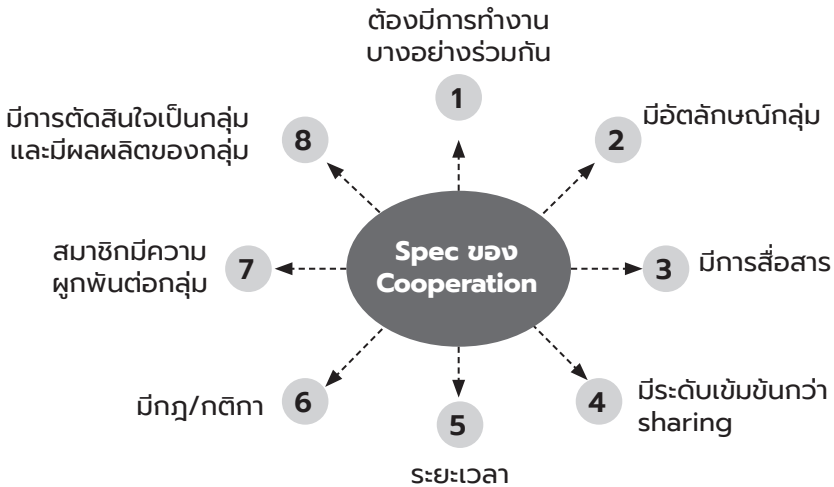 ต้องมีการทำงาน
บางอย่างร่วมกัน
1
มีอัตลักษณ์กลุ่ม
2
มีการสื่อสาร
3
มีระดับเข้มข้นกว่า
sharing
4
ระยะเวลา
5
มีกฎ/กติกา
6
สมาชิกมีความ
ผูกพันต่อกลุ่ม
7
มีการตัดสินใจเป็นกลุ่ม
และมีผลผลิตของกลุ่ม
8
Spec ของ
Cooperation